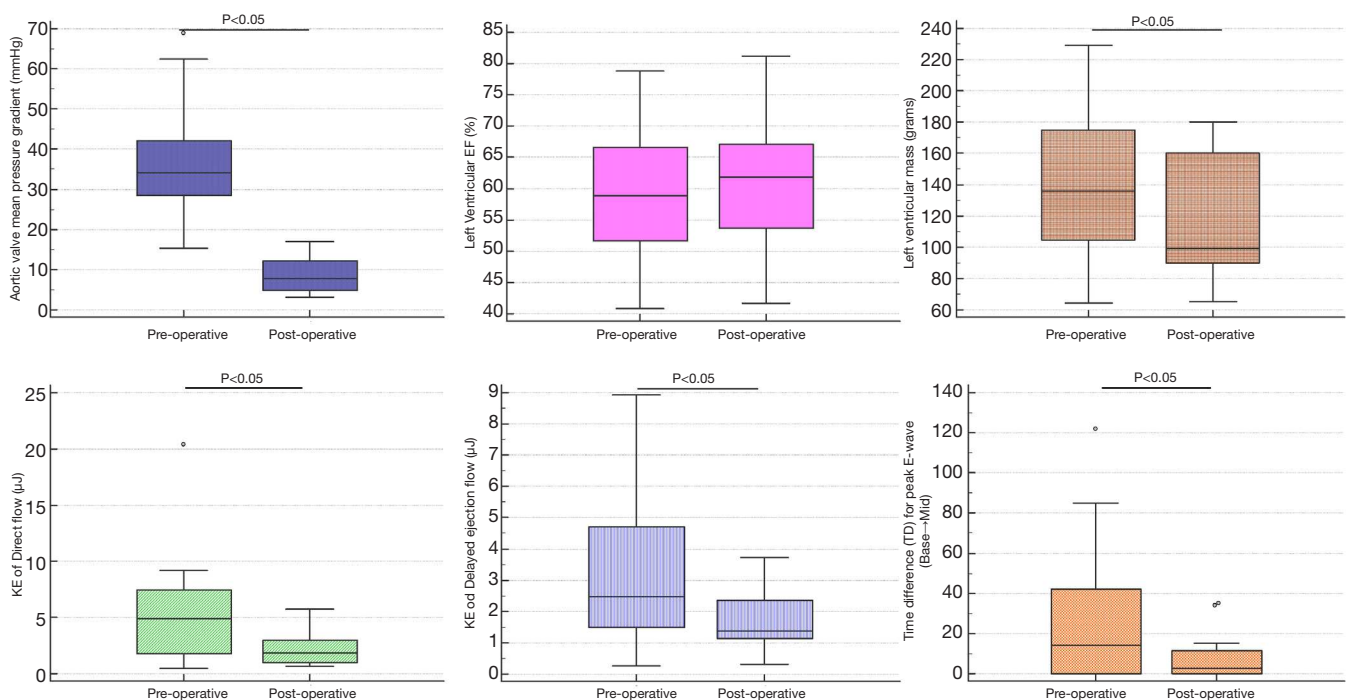 P<0.05
Aortic valve mean pressure gradient (mmHg)
70
60
50
40
30
20
10
0
Pre-operative Post-operative
Left Ventricular EF (%)
85
80
75
70
65
60
55
50
45
40
Pre-operative Post-operative
P<0.05
Left ventricular mass (grams)
240
220
200
180
160
140
120
100
80
60
Pre-operative Post-operative
P<0.05
KE of Direct flow (µJ)
25
20
15
10
5
0
Pre-operative Post-operative
P<0.05
KE od Delayed ejection flow (µJ)
9
8
7
6
5
4
3
2
1
0
Pre-operative Post-operative
P<0.05
Time difference (TD) for peak E-wave
(Base→Mid)
140
120
100
80
60
40
20
0
Pre-operative Post-operative